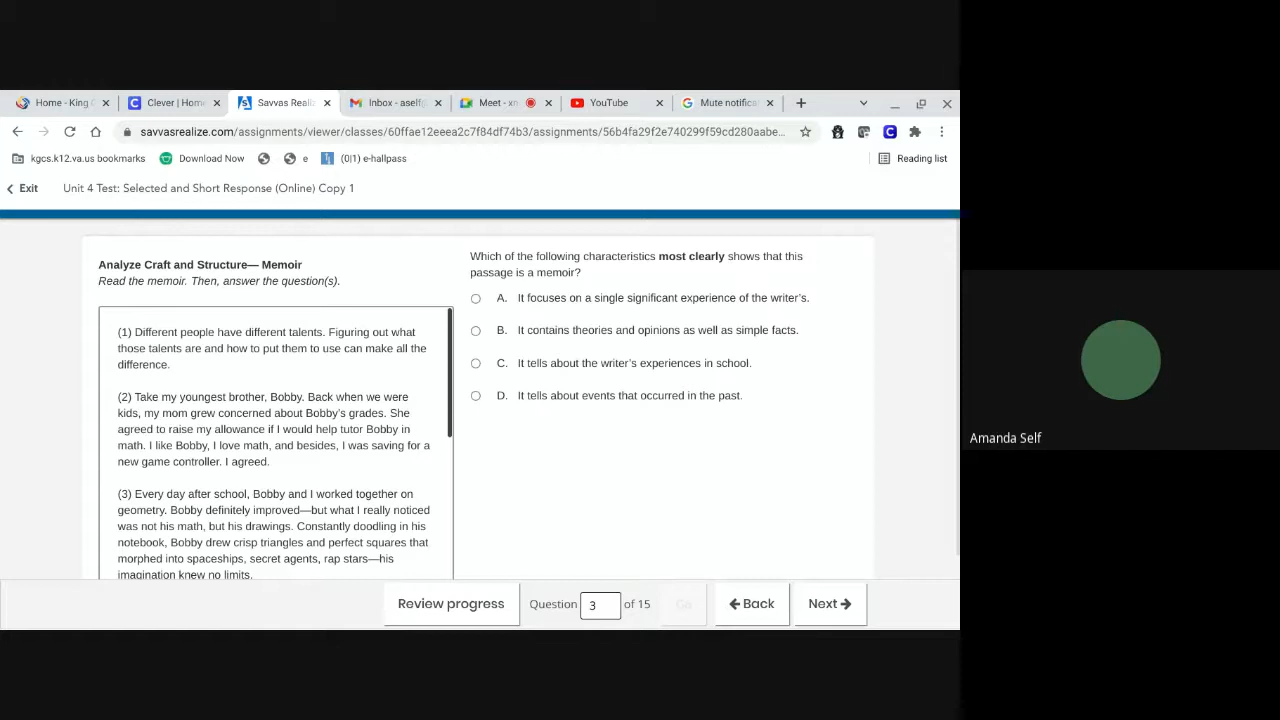 Home - King
Clever | Home
Savvas Realiz
Inbox - aself@
Meet - xn
YouTube
Mute notifica
savvasrealize.com/assignments/viewer/classes/60ffae12eeea2c7f84df74b3/assignments/56b4fa29f2e740299f59cd280aabe...
kgcs.k12.va.us bookmarks
Download Now
e
(0|1) e-hallpass
Reading list
Exit
Unit 4 Test: Selected and Short Response (Online) Copy 1
Analyze Craft and Structure— Memoir
Read the memoir. Then, answer the question(s).
(1) Different people have different talents. Figuring out what
those talents are and how to put them to use can make all the
difference.
(2) Take my youngest brother, Bobby. Back when we were
kids, my mom grew concerned about Bobby's grades. She
agreed to raise my allowance if I would help tutor Bobby in
math. I like Bobby, I love math, and besides, I was saving for a
new game controller. I agreed.
(3) Every day after school, Bobby and I worked together on
geometry. Bobby definitely improved—but what I really noticed
was not his math, but his drawings. Constantly doodling in his
notebook, Bobby drew crisp triangles and perfect squares that
morphed into spaceships, secret agents, rap stars—his
imagination knew no limits.
Which of the following characteristics most clearly shows that this
passage is a memoir?
A. It focuses on a single significant experience of the writer's.
B. It contains theories and opinions as well as simple facts.
C. It tells about the writer's experiences in school.
D. It tells about events that occurred in the past.
Review progress
Question 3 of 15
Go
Back
Next
Amanda Self